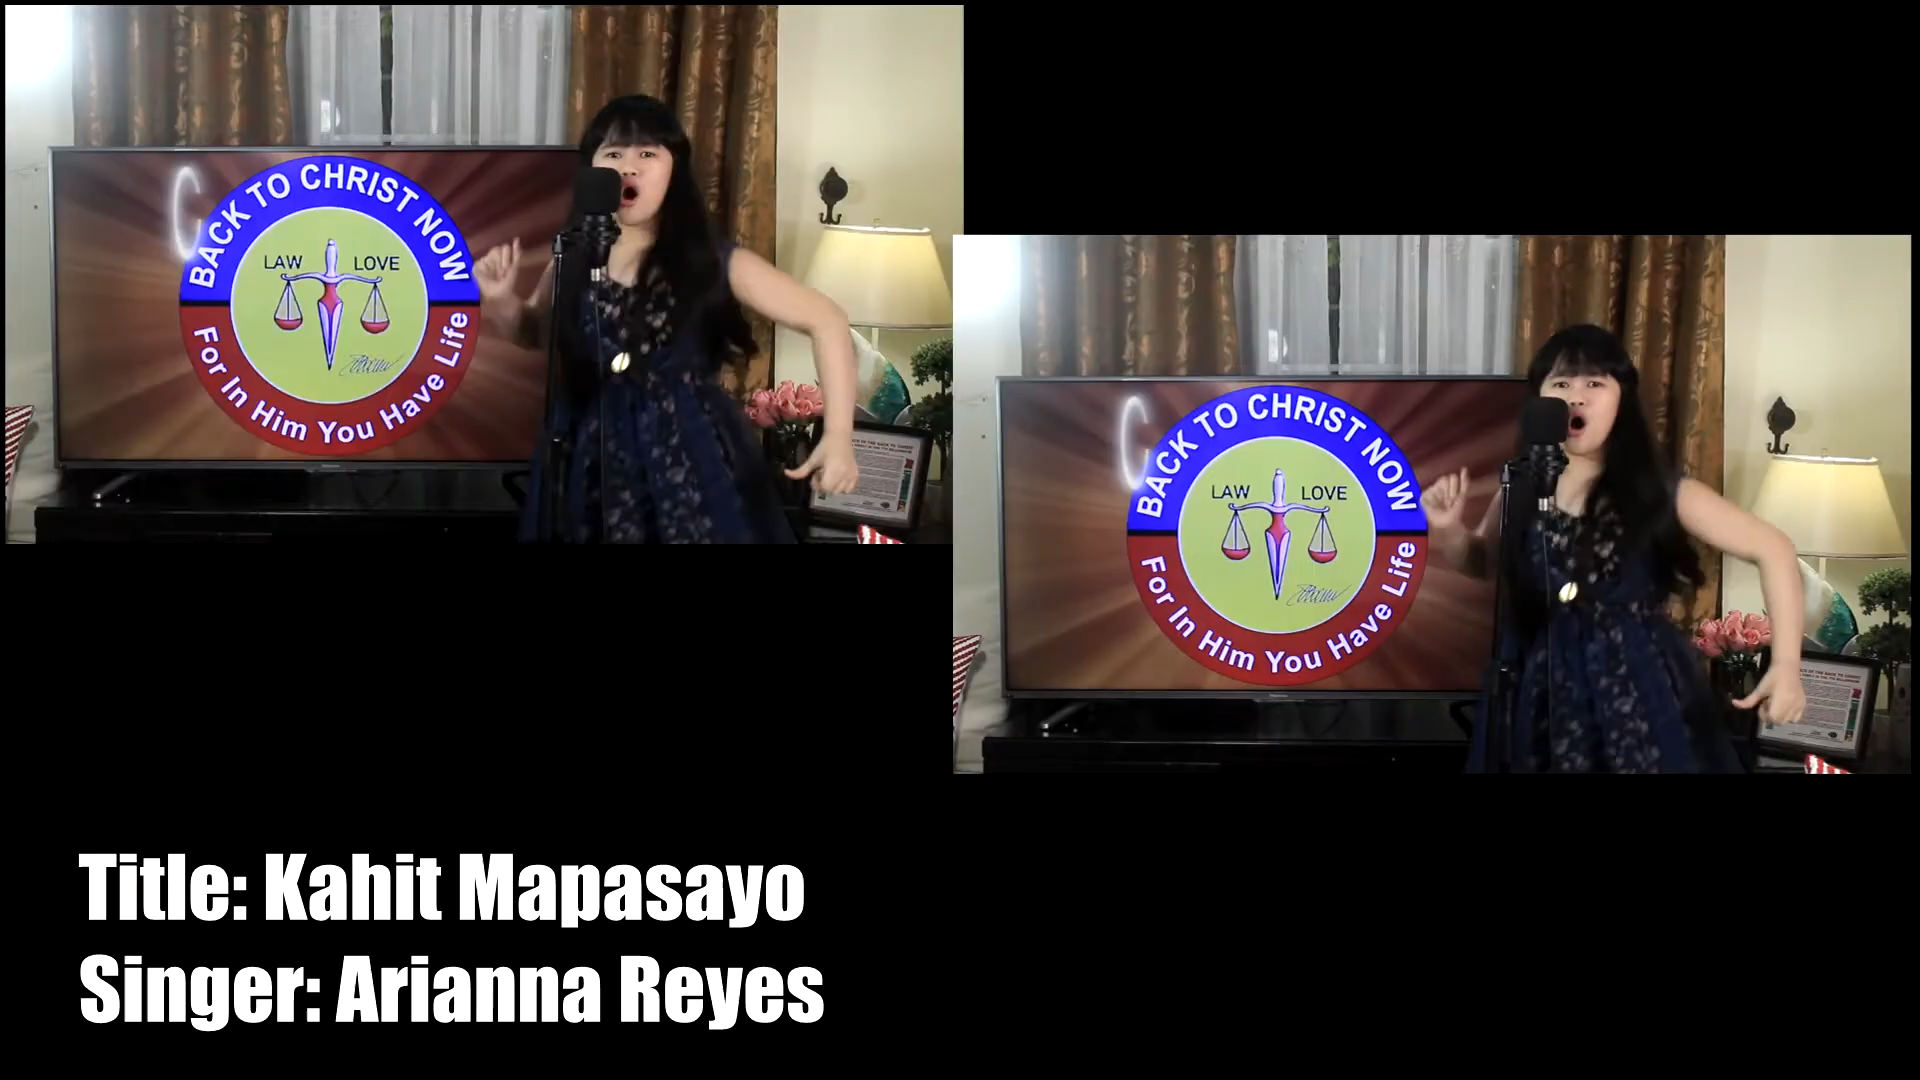 BACK TO CHRIST NOW
LAW LOVE
For In Him You Have Life
BACK TO CHRIST NOW
LAW LOVE
For In Him You Have Life
Title: Kahit Mapasayo
Singer: Arianna Reyes